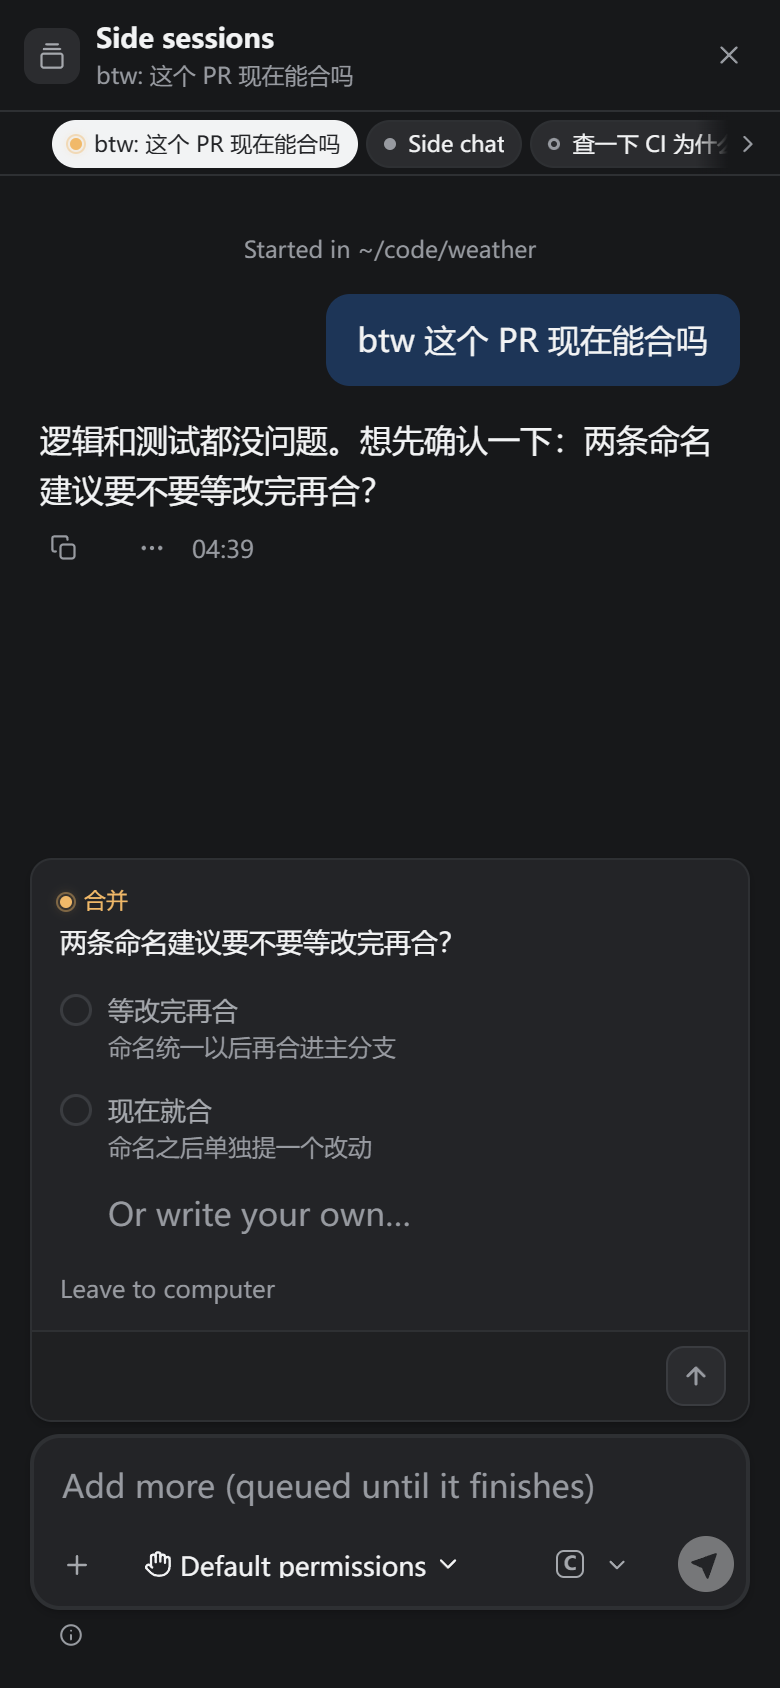 Side sessions
btw: 这个 PR 现在能合吗
btw: 这个 PR 现在能合吗
Side chat
查一下 CI 为什
Started in ~/code/weather
btw 这个 PR 现在能合吗
逻辑和测试都没问题。想先确认一下：两条命名
建议要不要等改完再合？
04:39
合并
两条命名建议要不要等改完再合？
等改完再合
命名统一以后再合进主分支
现在就合
命名之后单独提一个改动
Or write your own...
Leave to computer
Add more (queued until it finishes)
Default permissions
C